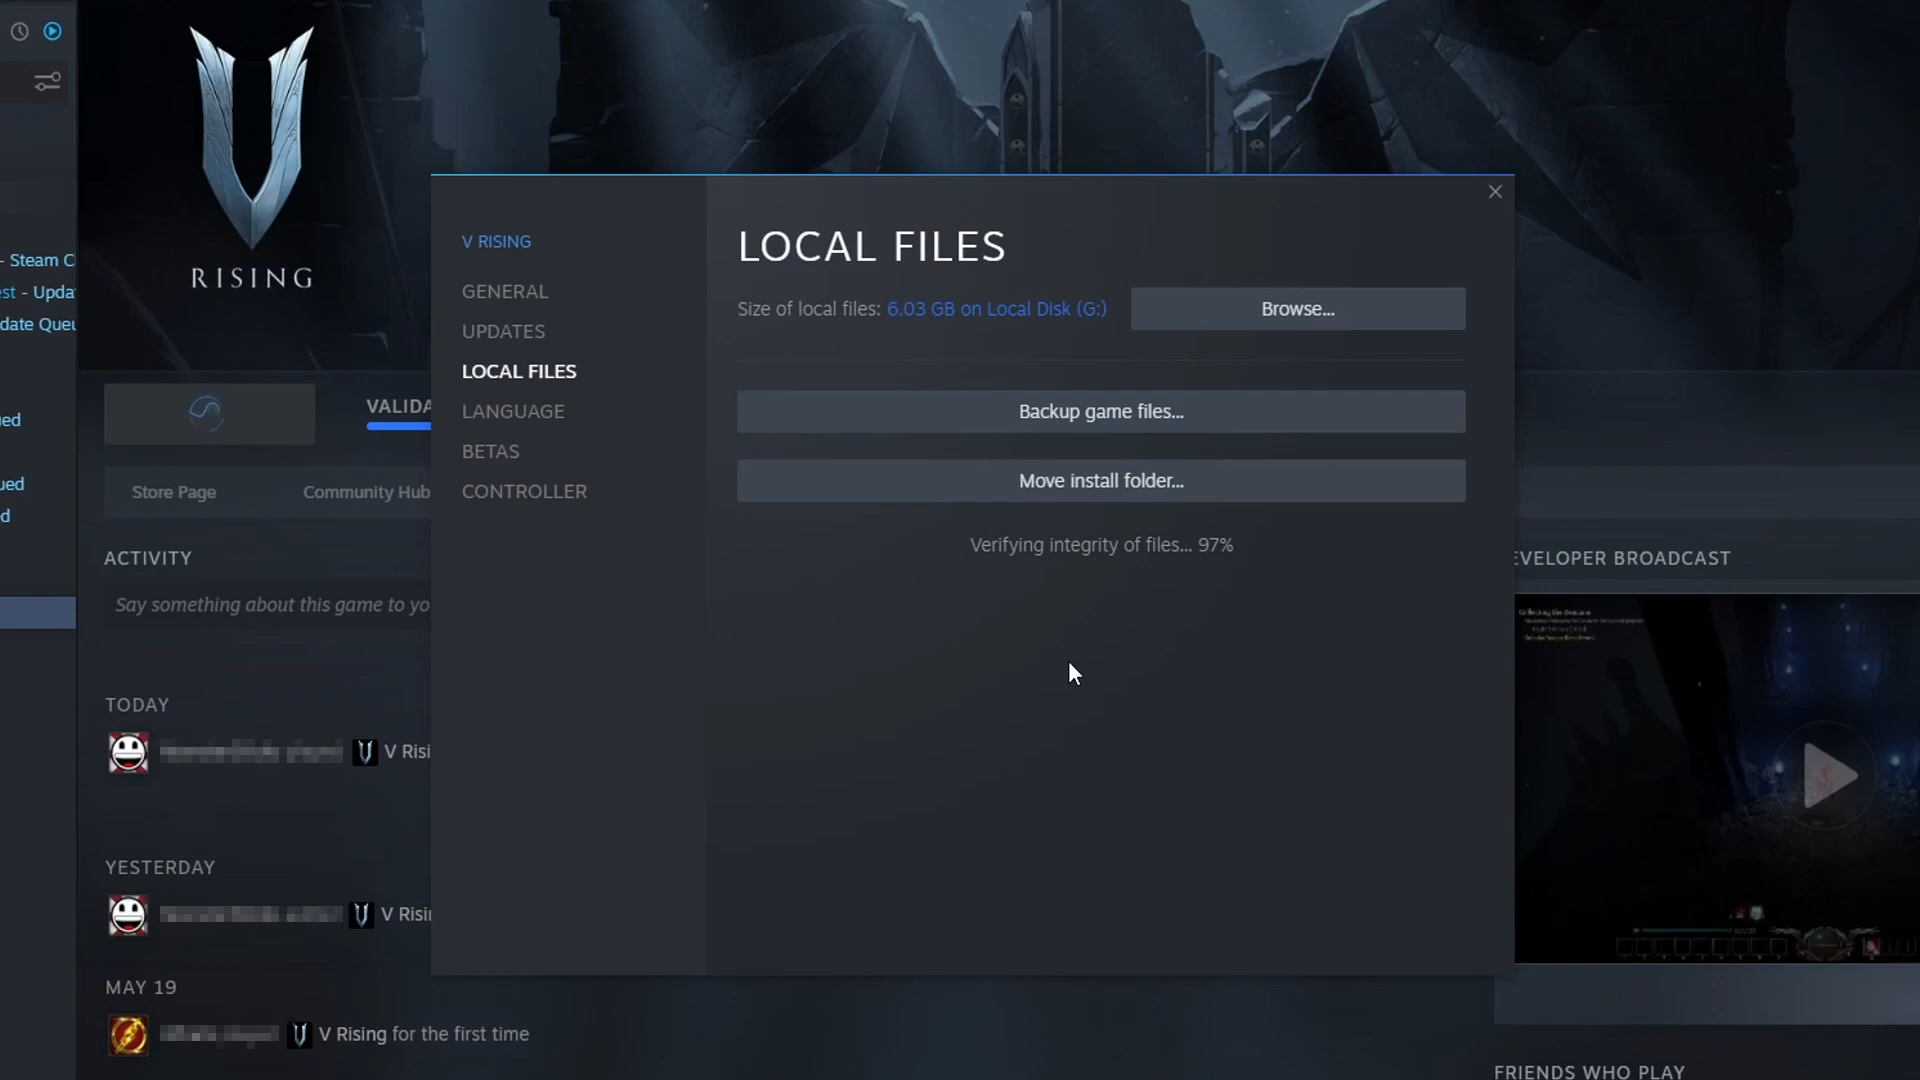 RISING
- Steam C
est - Upda
date Queu
ued
ued
d
VALIDA
Store Page
Community Hub
ACTIVITY
Say something about this game to yo
TODAY
V Risi
YESTERDAY
V Risi
MAY 19
V Rising for the first time
V RISING
GENERAL
UPDATES
LOCAL FILES
LANGUAGE
BETAS
CONTROLLER
LOCAL FILES
Size of local files: 6.03 GB on Local Disk (G:)
Browse...
Backup game files...
Move install folder...
Verifying integrity of files... 97%
EVELOPER BROADCAST
FRIENDS WHO PLAY